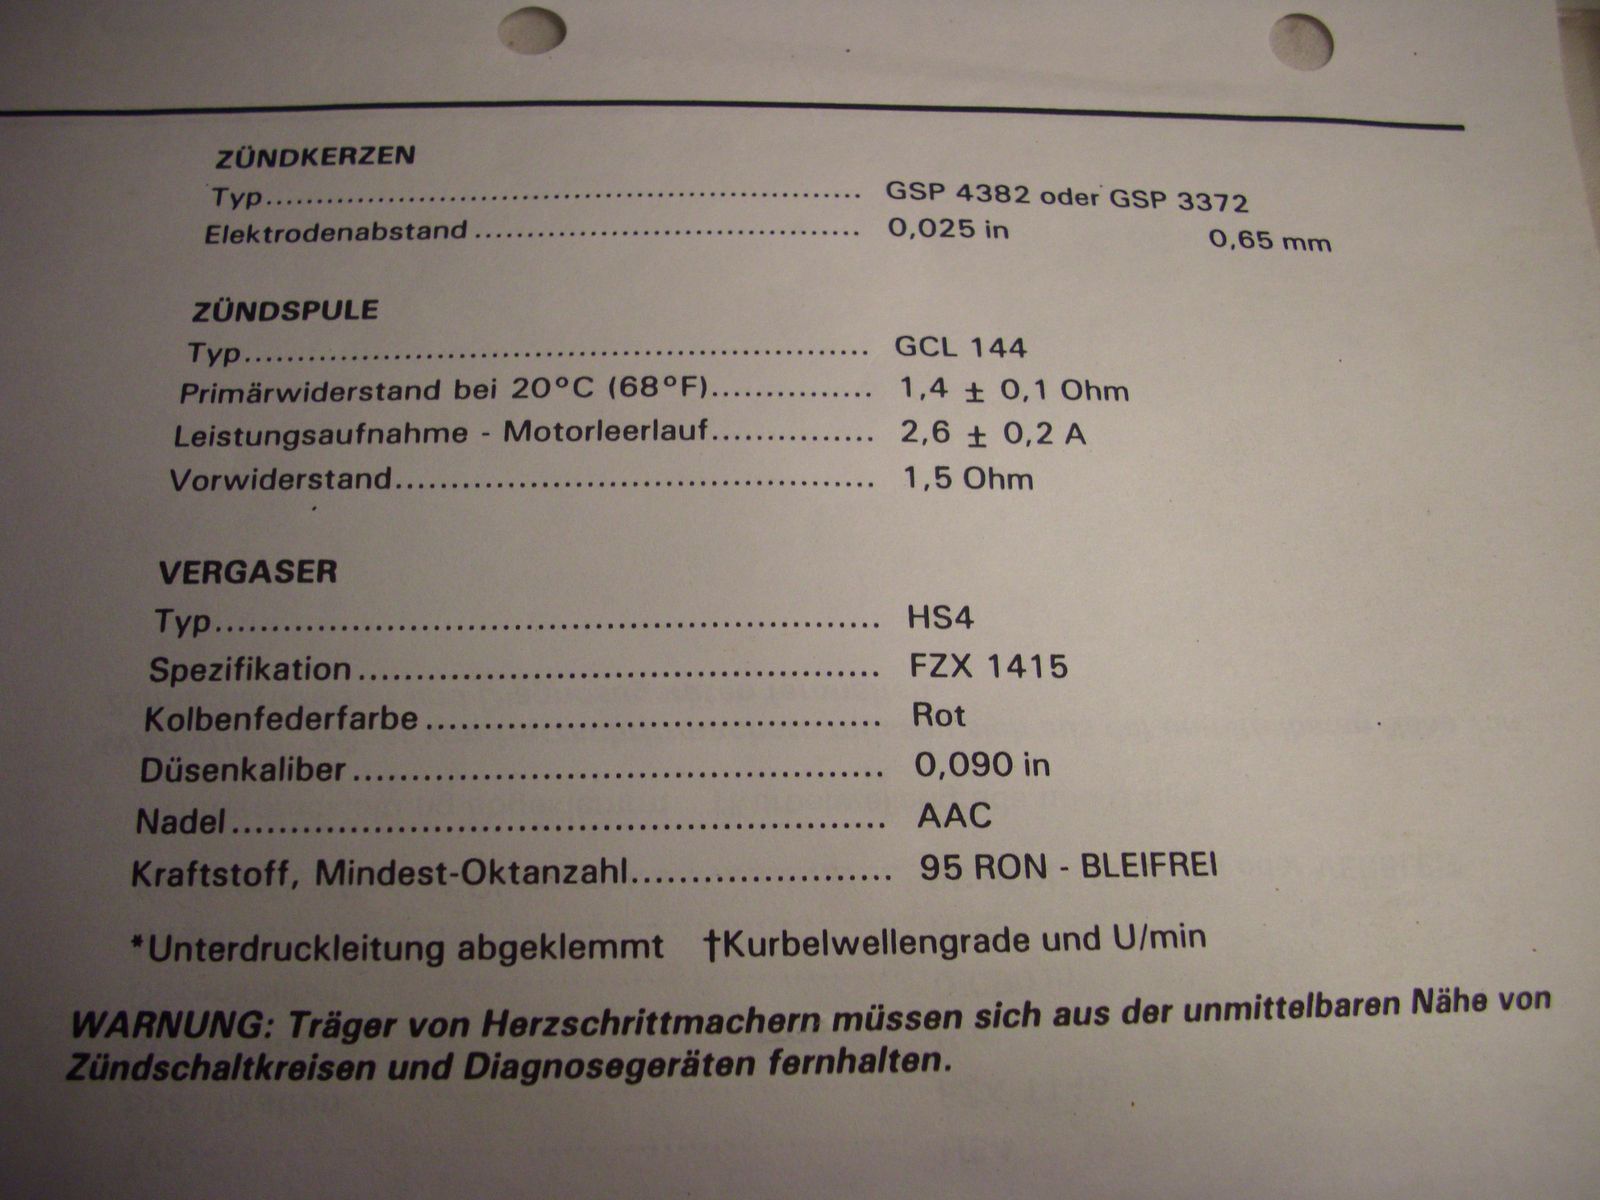 ZÜNDKERZEN
Typ............................................................ GSP 4382 oder GSP 3372
Elektrodenabstand....................................... 0,025 in 0,65 mm
ZÜNDSPULE
Typ............................................................ GCL 144
Primärwiderstand bei 20°C (68°F)............... 1,4 ± 0,1 Ohm
Leistungsaufnahme - Motorleerlauf............... 2,6 ± 0,2 A
Vorwiderstand............................................ 1,5 Ohm
VERGASER
Typ............................................................ HS4
Spezifikation.............................................. FZX 1415
Kolbenfederfarbe........................................ Rot
Düsenkaliber.............................................. 0,090 in
Nadel......................................................... AAC
Kraftstoff, Mindest-Oktanzahl...................... 95 RON - BLEIFREI
*Unterdruckleitung abgeklemmt †Kurbelwellengrade und U/min
WARNUNG: Träger von Herzschrittmachern müssen sich aus der unmittelbaren Nähe von
Zündschaltkreisen und Diagnosegeräten fernhalten.